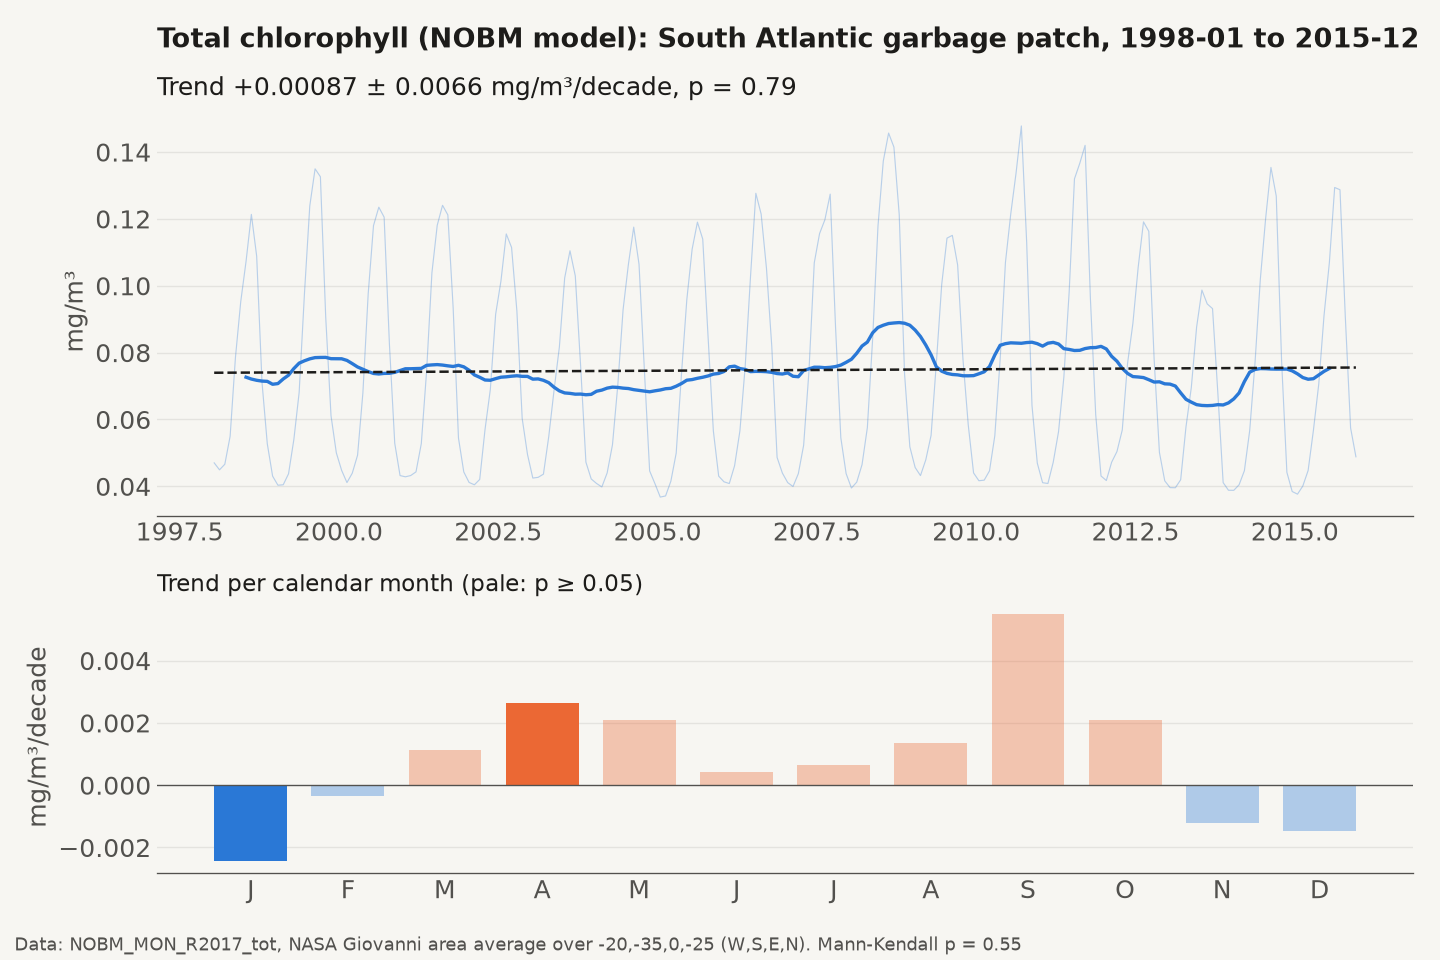 Total chlorophyll (NOBM model): South Atlantic garbage patch, 1998-01 to 2015-12
Trend +0.00087 ± 0.0066 mg/m³/decade, p = 0.79
mg/m³
0.14
0.12
0.10
0.08
0.06
0.04
1997.5 2000.0 2002.5 2005.0 2007.5 2010.0 2012.5 2015.0
Trend per calendar month (pale: p ≥ 0.05)
mg/m³/decade
0.004
0.002
0.000
−0.002
J F M A M J J A S O N D
Data: NOBM_MON_R2017_tot, NASA Giovanni area average over -20,-35,0,-25 (W,S,E,N). Mann-Kendall p = 0.55